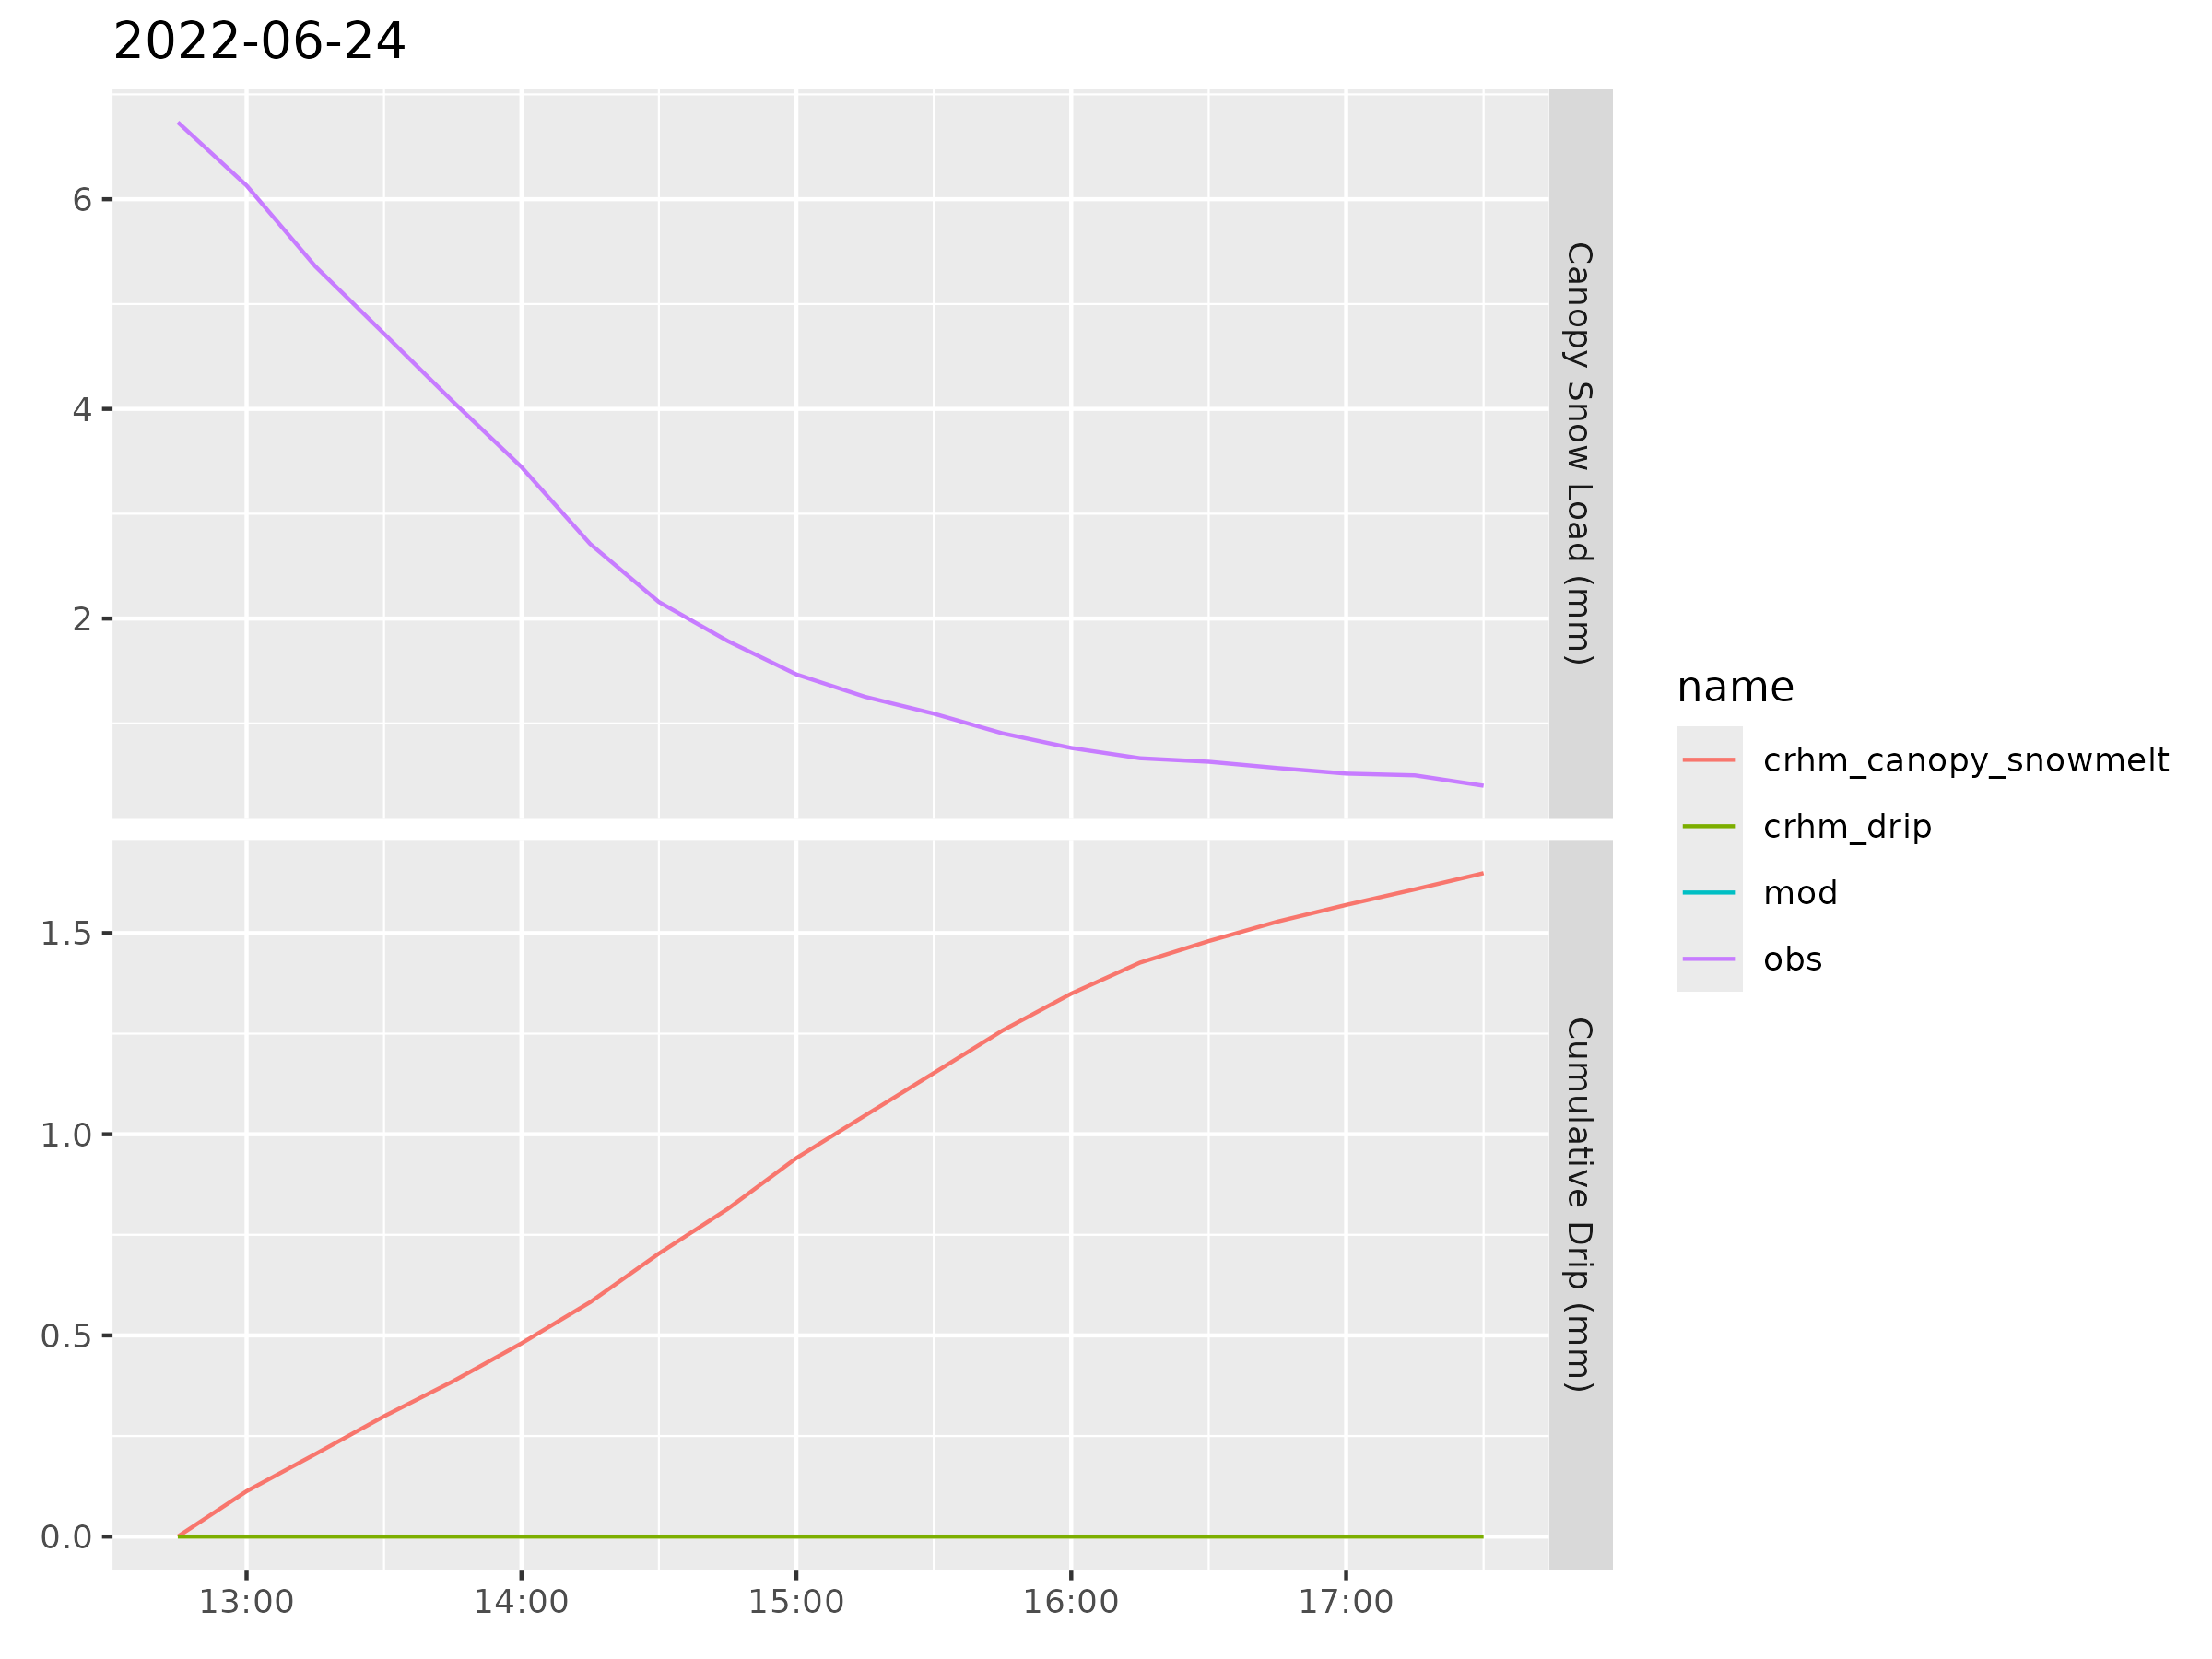 2022-06-24
6
4
2
Canopy Snow Load (mm)
1.5
1.0
0.5
0.0
Cumulative Drip (mm)
13:00 14:00 15:00 16:00 17:00
name
crhm_canopy_snowmelt
crhm_drip
mod
obs